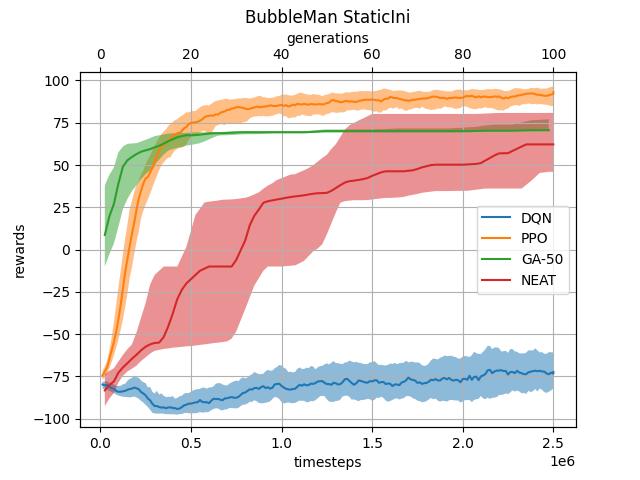 BubbleMan StaticIni
generations
0 20 40 60 80 100
100
75
50
25
0
−25
−50
−75
−100
rewards
DQN
PPO
GA-50
NEAT
0.0 0.5 1.0 1.5 2.0 2.5
timesteps
1e6